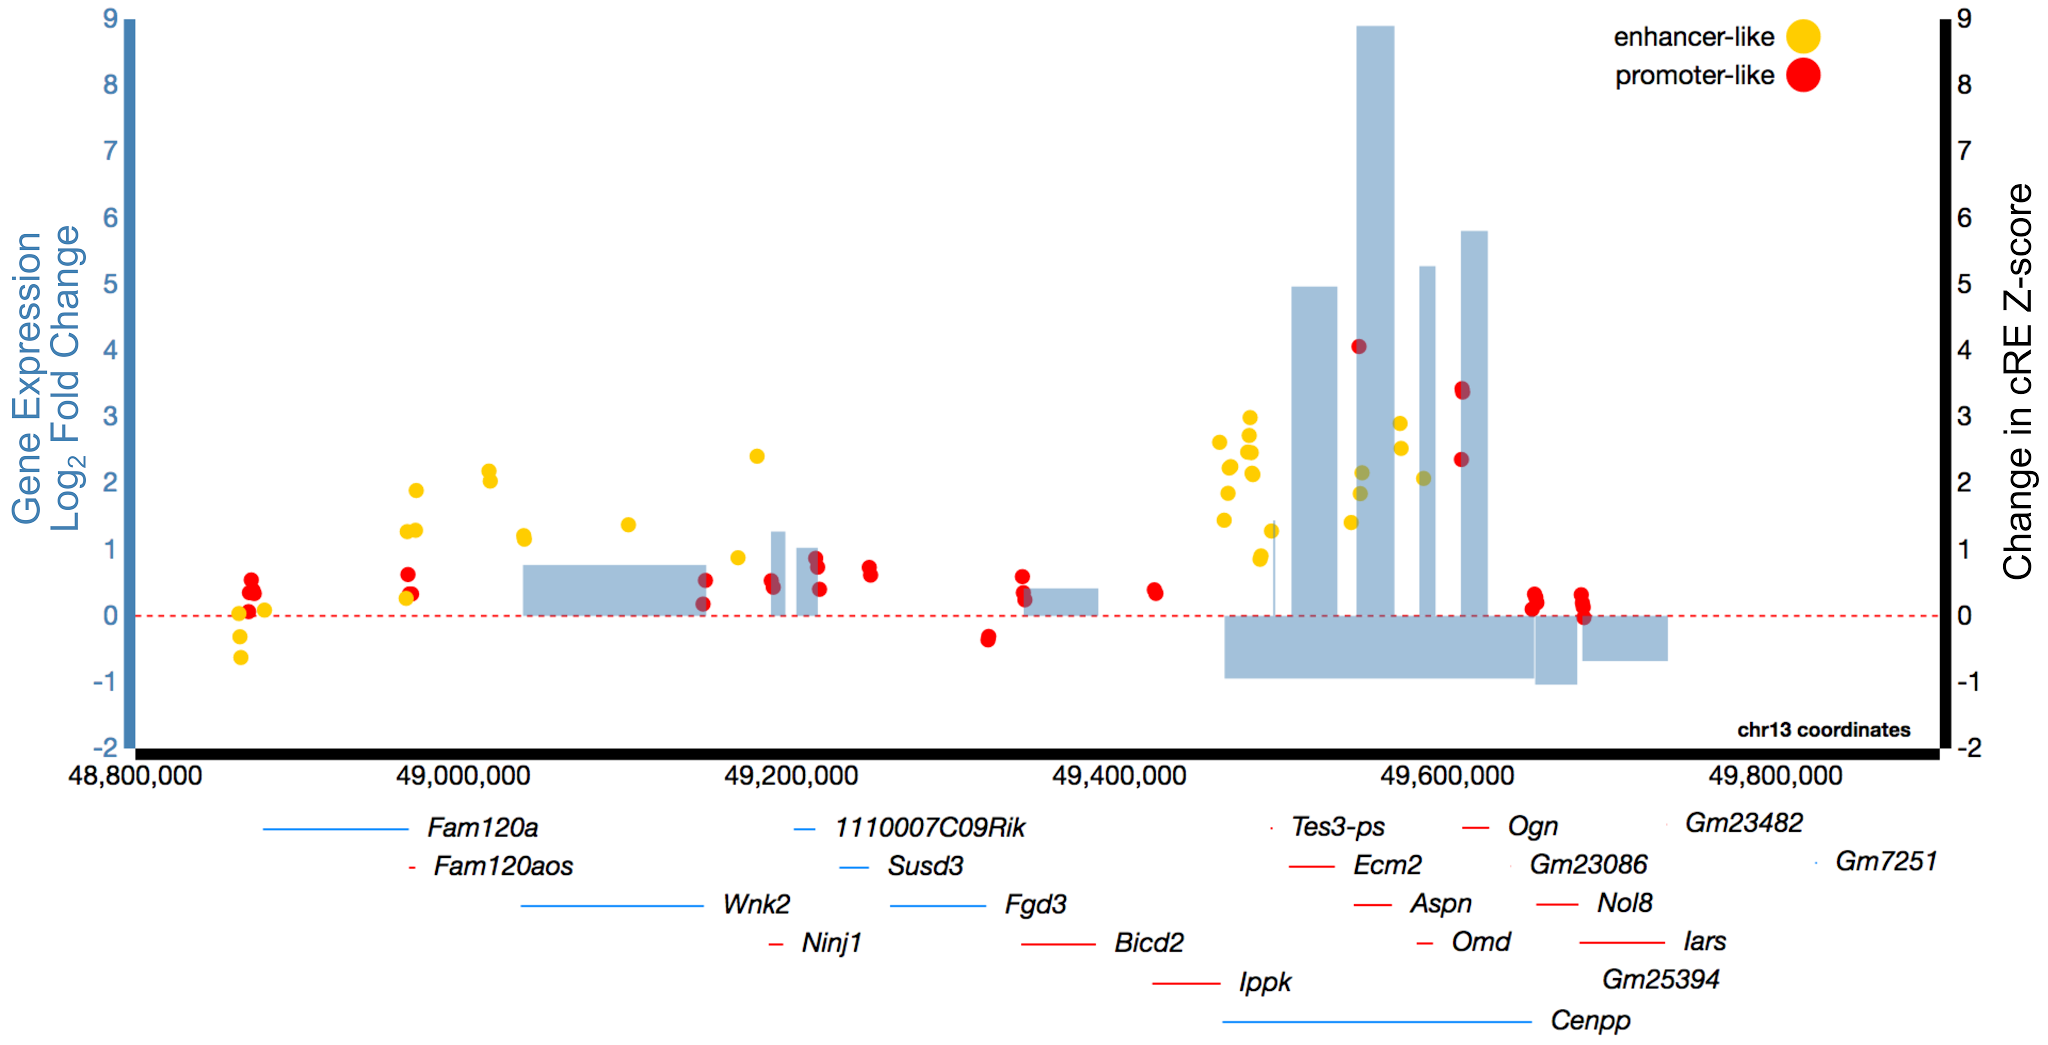 Gene Expression
Log2 Fold Change
9
8
7
6
5
4
3
2
1
0
-1
-2
enhancer-like
promoter-like
9
8
7
6
5
4
3
2
1
0
-1
-2
Change in cRE Z-score
chr13 coordinates
48,800,000 49,000,000 49,200,000 49,400,000 49,600,000 49,800,000
Fam120a 1110007C09Rik Tes3-ps Ogn Gm23482
Fam120aos Susd3 Ecm2 Gm23086 Gm7251
Wnk2 Fgd3 Aspn Nol8
Ninj1 Bicd2 Omd Iars
Ippk Gm25394
Cenpp